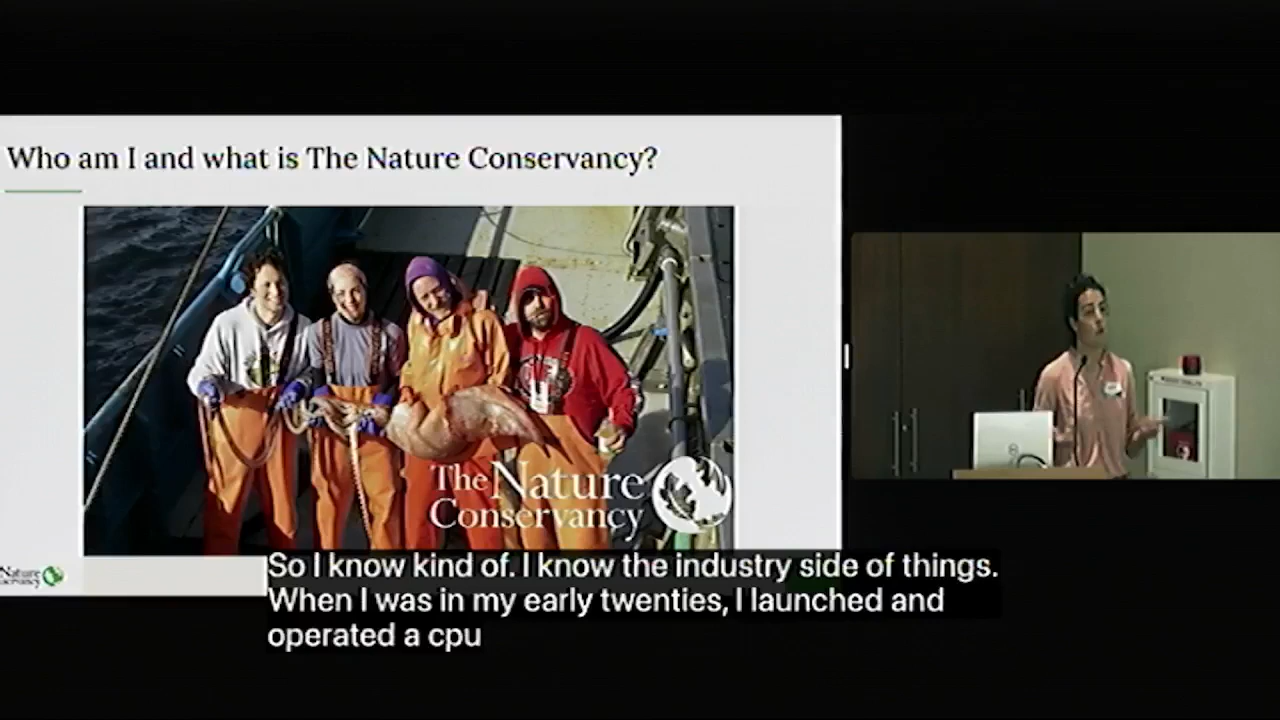 Who am I and what is The Nature Conservancy?
The Nature
Conservancy
Nature
So I know kind of. I know the industry side of things.
When I was in my early twenties, I launched and
operated a cpu